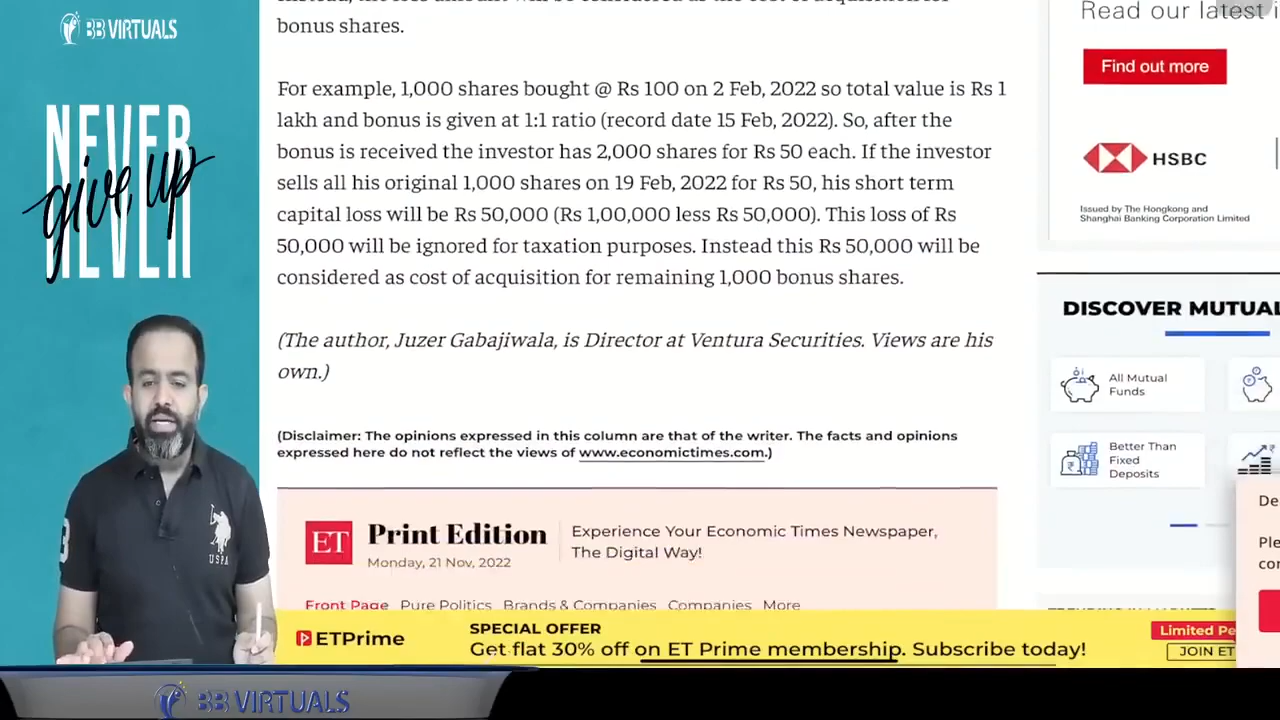 BB VIRTUALS
NEVER
give up
NEVER
bonus shares.
For example, 1,000 shares bought @ Rs 100 on 2 Feb, 2022 so total value is Rs 1
lakh and bonus is given at 1:1 ratio (record date 15 Feb, 2022). So, after the
bonus is received the investor has 2,000 shares for Rs 50 each. If the investor
sells all his original 1,000 shares on 19 Feb, 2022 for Rs 50, his short term
capital loss will be Rs 50,000 (Rs 1,00,000 less Rs 50,000). This loss of Rs
50,000 will be ignored for taxation purposes. Instead this Rs 50,000 will be
considered as cost of acquisition for remaining 1,000 bonus shares.
(The author, Juzer Gabajiwala, is Director at Ventura Securities. Views are his
own.)
(Disclaimer: The opinions expressed in this column are that of the writer. The facts and opinions
expressed here do not reflect the views of www.economictimes.com.)
ET Print Edition
Monday, 21 Nov, 2022
Experience Your Economic Times Newspaper,
The Digital Way!
Front Page Pure Politics Brands & Companies Companies More
ETPrime
SPECIAL OFFER
Get flat 30% off on ET Prime membership. Subscribe today!
Limited Pe
JOIN ET
Read our latest i
Find out more
HSBC
Issued by The Hongkong and
Shanghai Banking Corporation Limited
DISCOVER MUTUAL
All Mutual
Funds
Better Than
Fixed
Deposits
De
Ple
con
3
USPA
BB VIRTUALS